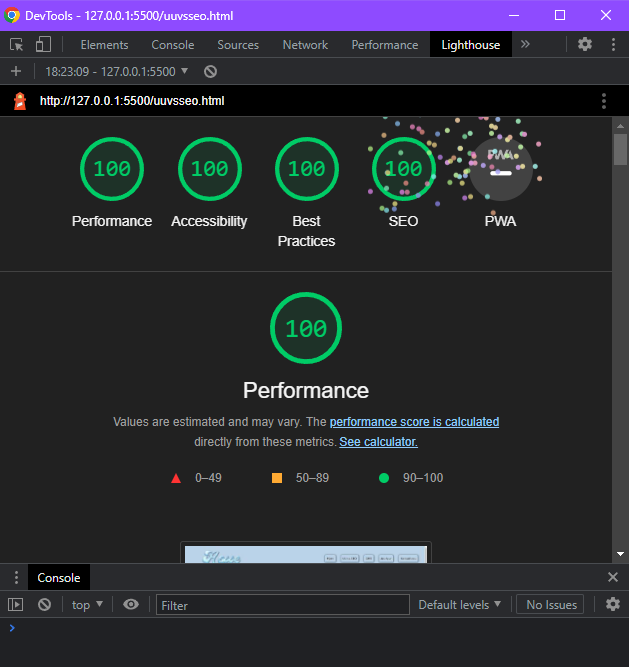 DevTools - 127.0.0.1:5500/uuvsseo.html
Elements Console Sources Network Performance Lighthouse
18:23:09 - 127.0.0.1:5500
http://127.0.0.1:5500/uuvsseo.html
100 100 100 100 PWA
Performance Accessibility Best Practices SEO PWA
100
Performance
Values are estimated and may vary. The performance score is calculated
directly from these metrics. See calculator.
0–49 50–89 90–100
Console
top Filter Default levels No Issues